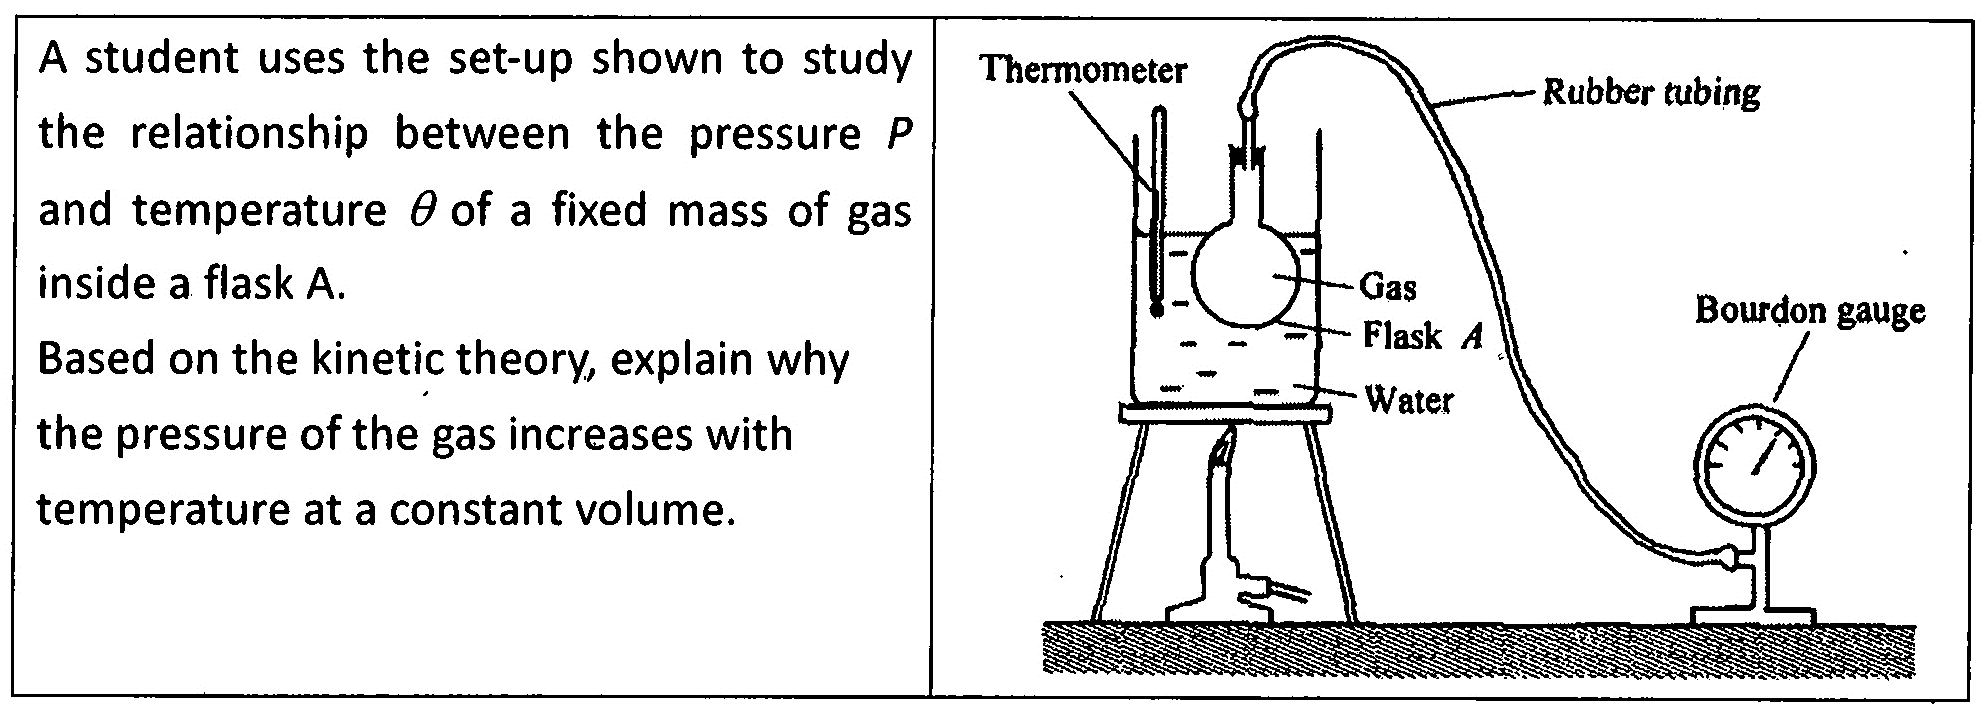 A student uses the set-up shown to study
the relationship between the pressure P
and temperature θ of a fixed mass of gas
inside a flask A.
Based on the kinetic theory, explain why
the pressure of the gas increases with
temperature at a constant volume.
Thermometer
Rubber tubing
Gas
Flask A
Water
Bourdon gauge